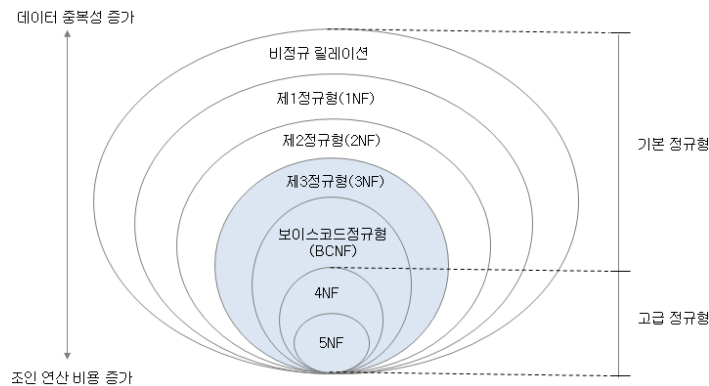 데이터 중복성 증가
비정규 릴레이션
제1정규형(1NF)
제2정규형(2NF)
기본 정규형
제3정규형(3NF)
보이스코드정규형
(BCNF)
4NF
고급 정규형
5NF
조인 연산 비용 증가